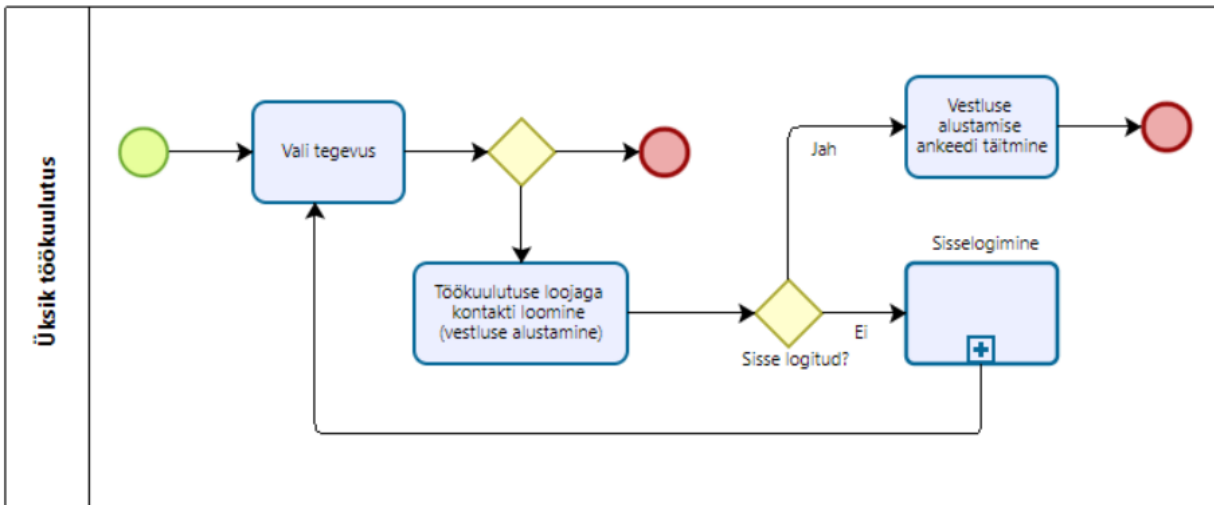 Üksik töökuulutus
Vali tegevus
Töökuulutuse loojaga
kontakti loomine
(vestluse alustamine)
Sisse logitud?
Jah
Ei
Vestluse
alustamise
ankeedi täitmine
Sisselogimine